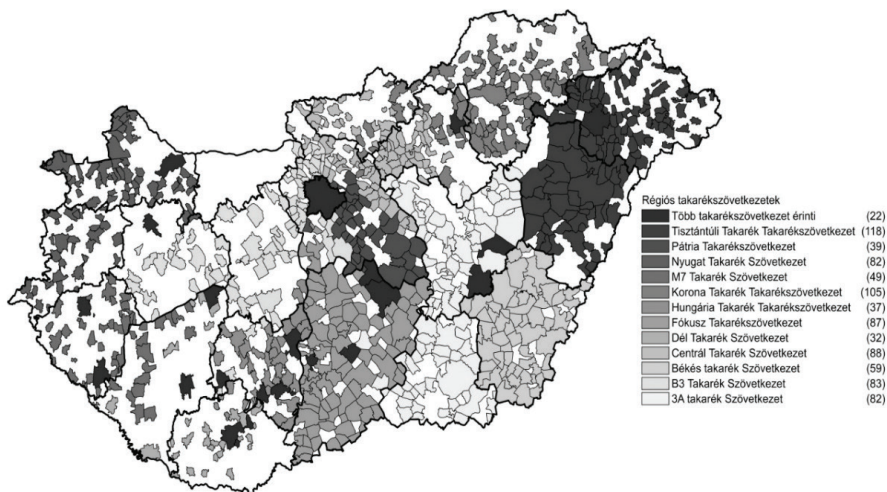 Régiós takarékszövetkezetek
Több takarékszövetkezet érinti (22)
Tisztántúli Takarék Takarékszövetkezet (118)
Pátria Takarékszövetkezet (39)
Nyugat Takarék Szövetkezet (82)
M7 Takarék Szövetkezet (49)
Korona Takarék Takarékszövetkezet (105)
Hungária Takarék Takarékszövetkezet (37)
Fókusz Takarékszövetkezet (87)
Dél Takarék Szövetkezet (32)
Centrál Takarék Szövetkezet (88)
Békés takarék Szövetkezet (59)
B3 Takarék Szövetkezet (83)
3A takarék Szövetkezet (82)